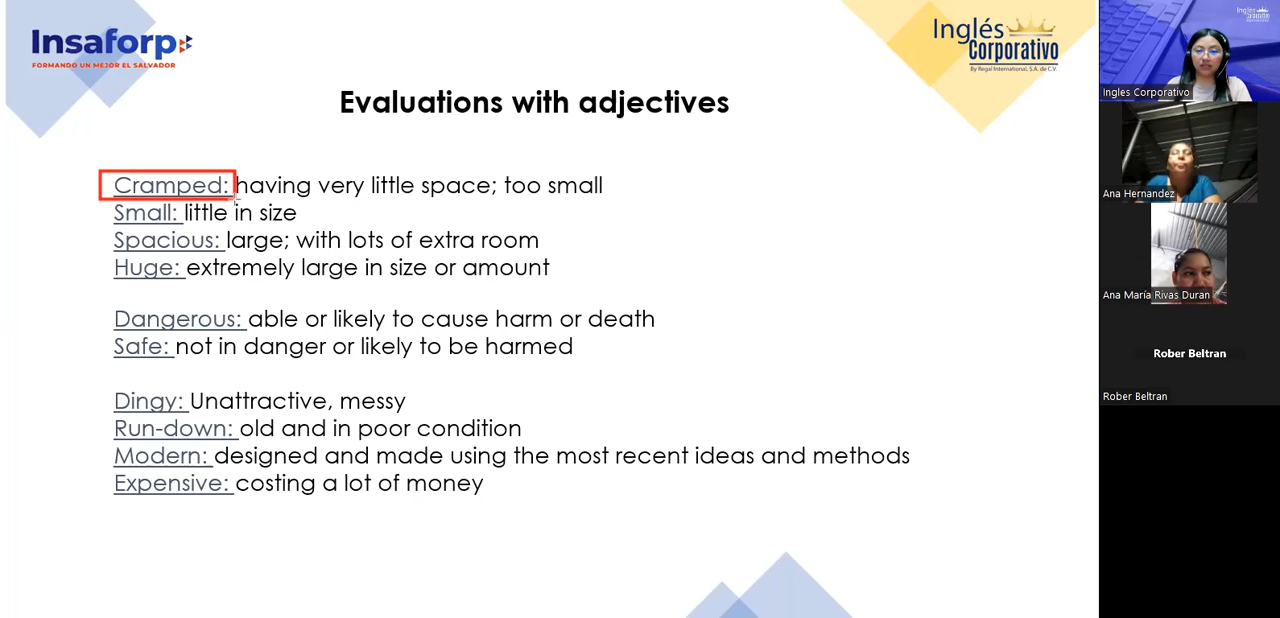 Insaforp
FORMANDO UN MEJOR EL SALVADOR
Inglés
Corporativo
By Regal International, S.A. de C.V.
Evaluations with adjectives
Cramped: having very little space; too small
Small: little in size
Spacious: large; with lots of extra room
Huge: extremely large in size or amount
Dangerous: able or likely to cause harm or death
Safe: not in danger or likely to be harmed
Dingy: Unattractive, messy
Run-down: old and in poor condition
Modern: designed and made using the most recent ideas and methods
Expensive: costing a lot of money
Inglés
Corporativo
Ingles Corporativo
Ana Hernandez
Ana María Rivas Duran
Rober Beltran
Rober Beltran